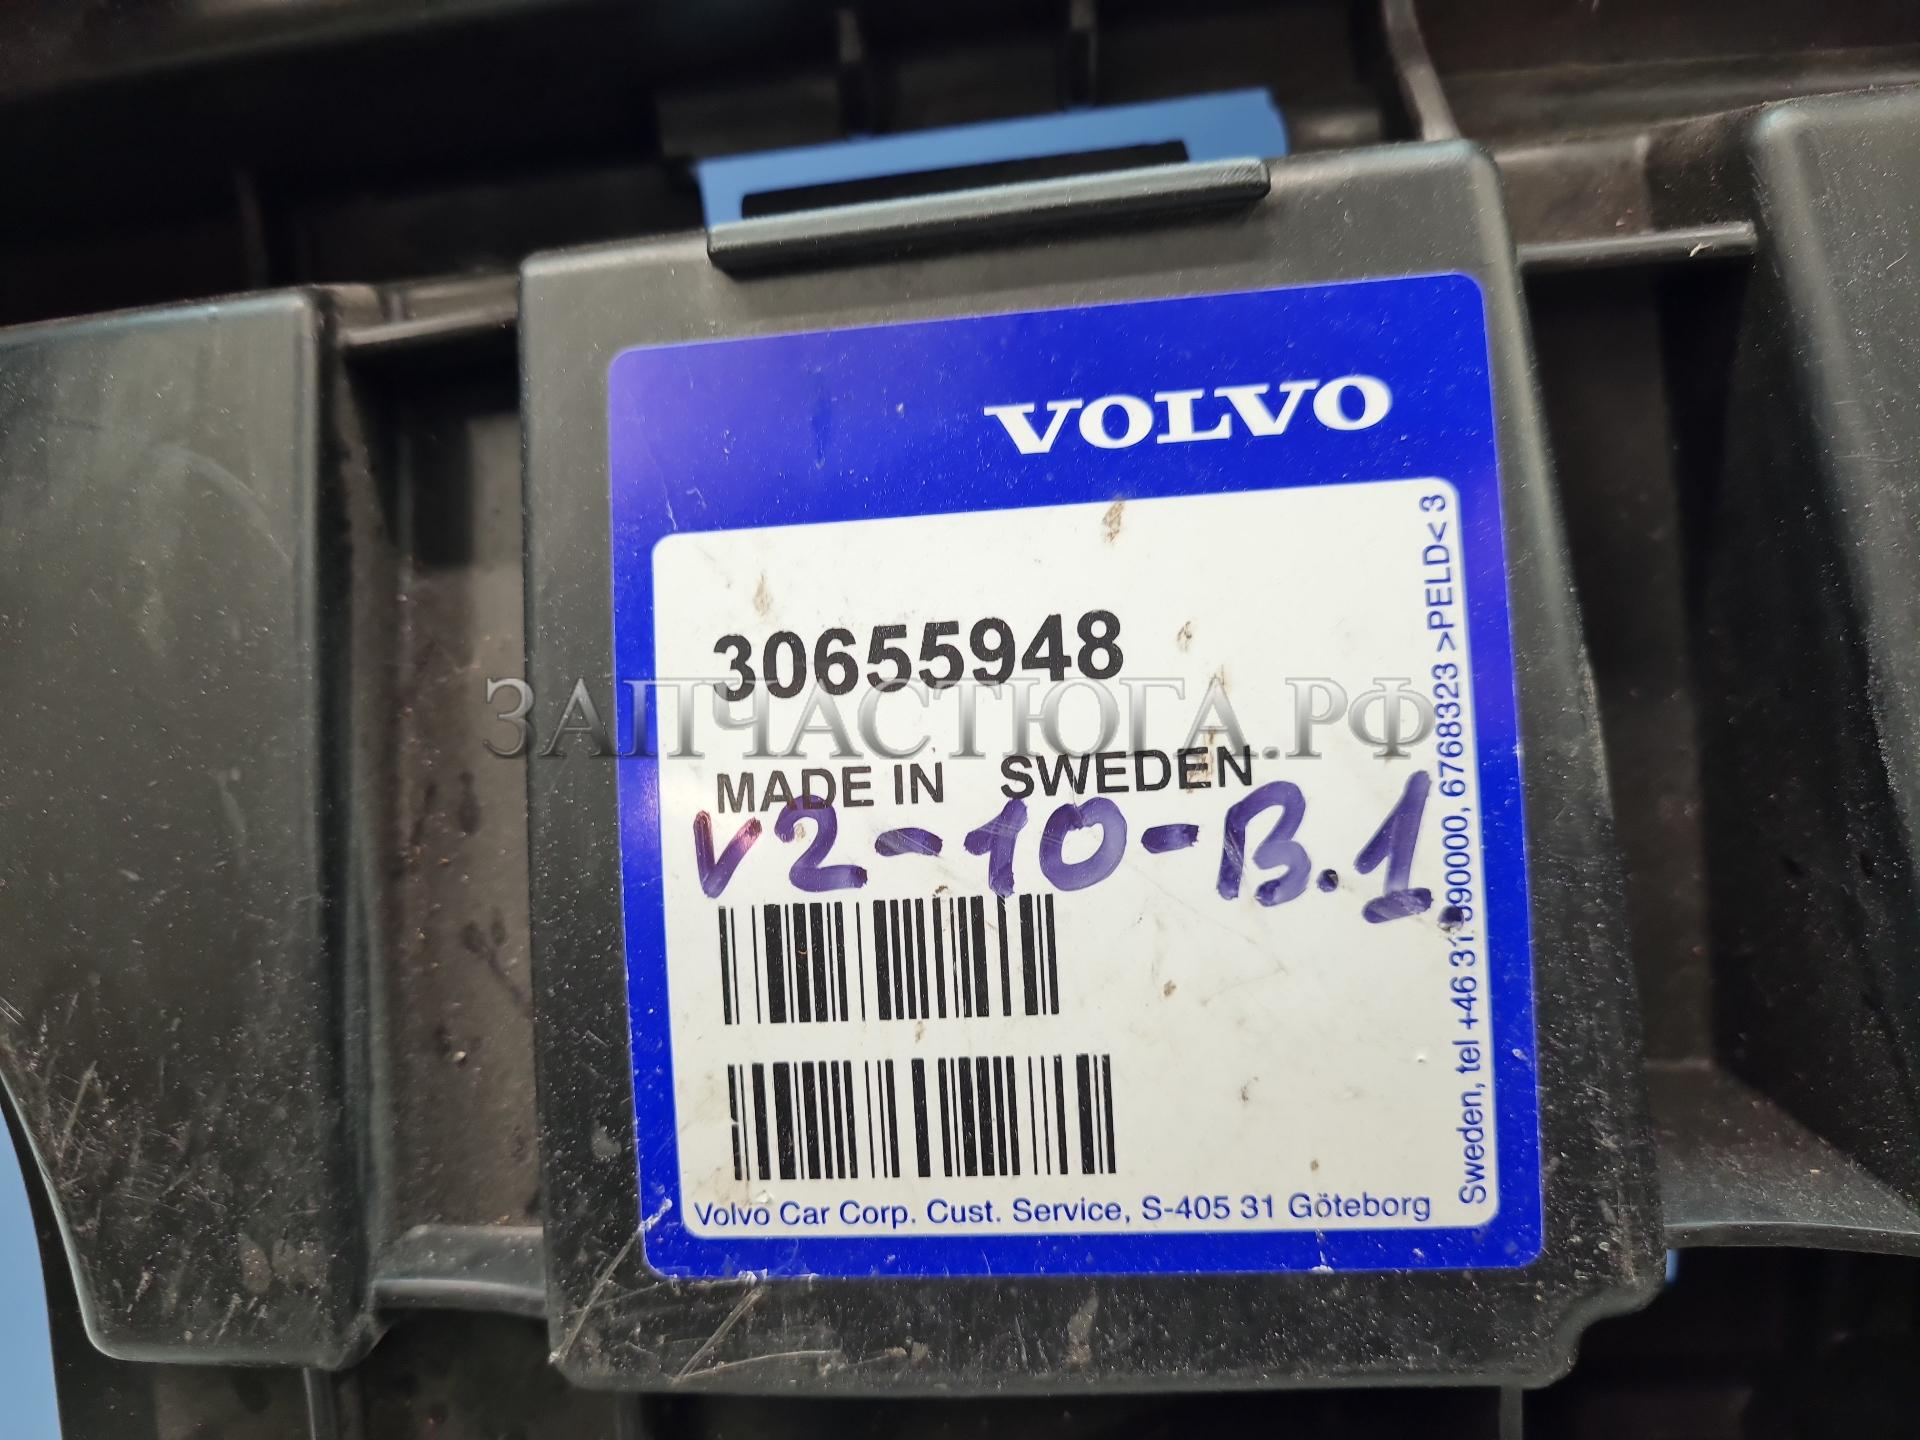 VOLVO
30655948
ЗАПЧАСТЮГА.РФ
MADE IN SWEDEN
V2-10-B.1.
Volvo Car Corp. Cust. Service, S-405 31 Göteborg
Sweden, tel +46 31 390000, 6768323 >PELD< 3